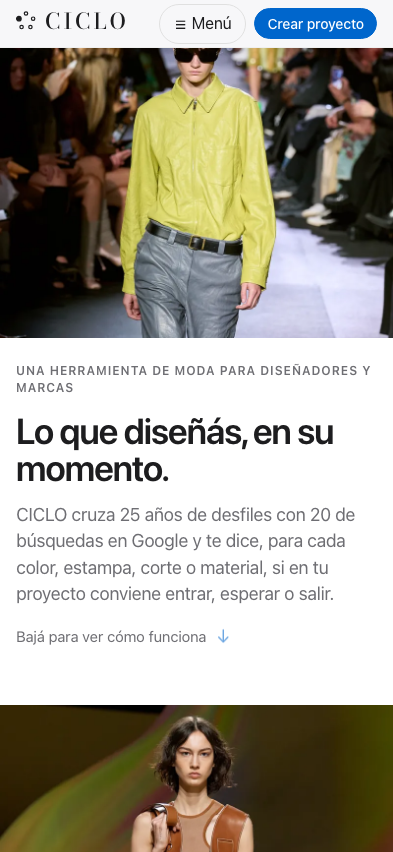 CICLO
Menú
Crear proyecto
UNA HERRAMIENTA DE MODA PARA DISEÑADORES Y
MARCAS
Lo que diseñás, en su
momento.
CICLO cruza 25 años de desfiles con 20 de
búsquedas en Google y te dice, para cada
color, estampa, corte o material, si en tu
proyecto conviene entrar, esperar o salir.
Bajá para ver cómo funciona ↓